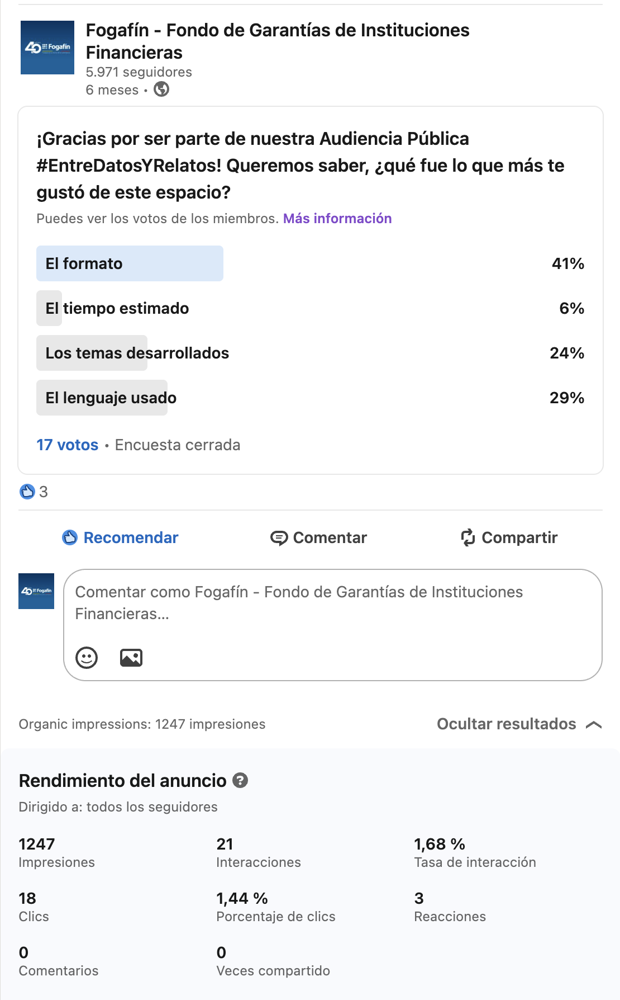 40 Fogafín
Fogafín - Fondo de Garantías de Instituciones
Financieras
5.971 seguidores
6 meses •
¡Gracias por ser parte de nuestra Audiencia Pública
#EntreDatosYRelatos! Queremos saber, ¿qué fue lo que más te
gustó de este espacio?
Puedes ver los votos de los miembros. Más información
El formato 41%
El tiempo estimado 6%
Los temas desarrollados 24%
El lenguaje usado 29%
17 votos • Encuesta cerrada
3
Recomendar Comentar Compartir
40 Fogafín
Comentar como Fogafín - Fondo de Garantías de Instituciones
Financieras...
Organic impressions: 1247 impresiones Ocultar resultados
Rendimiento del anuncio ?
Dirigido a: todos los seguidores
1247 21 1,68 %
Impresiones Interacciones Tasa de interacción
18 1,44 % 3
Clics Porcentaje de clics Reacciones
0 0
Comentarios Veces compartido